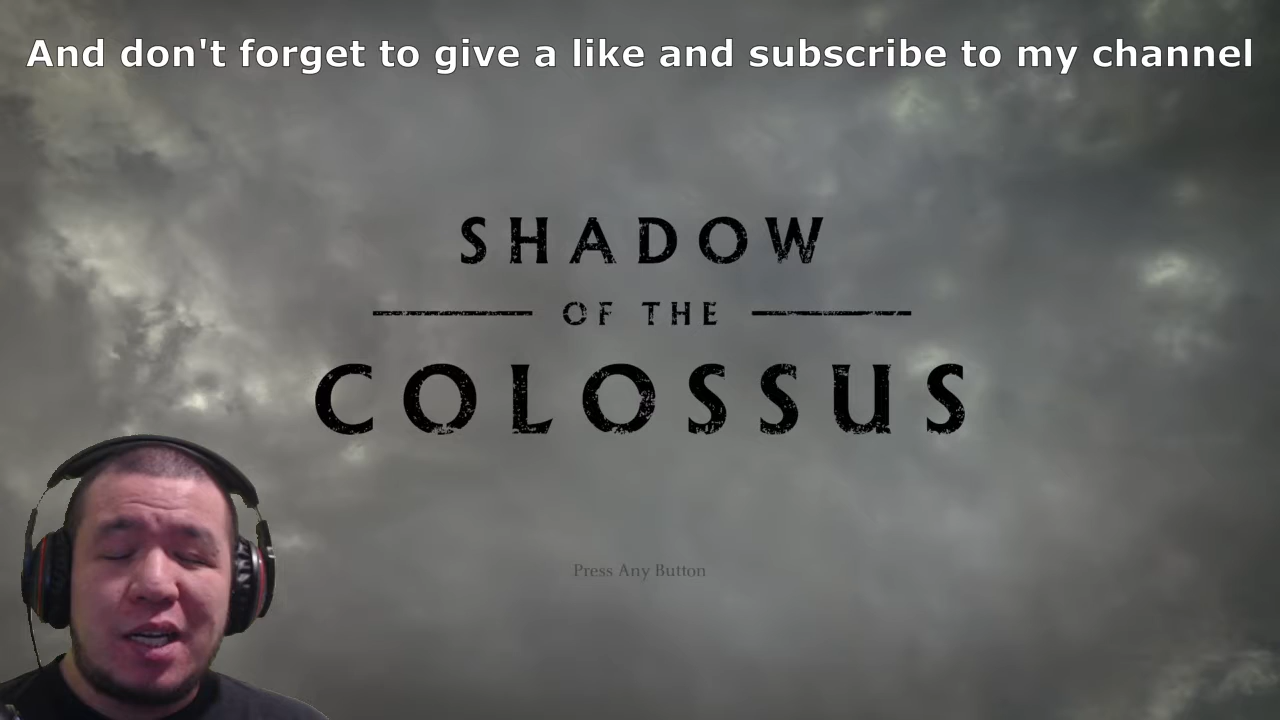 And don't forget to give a like and subscribe to my channel
SHADOW
OF THE
COLOSSUS
Press Any Button